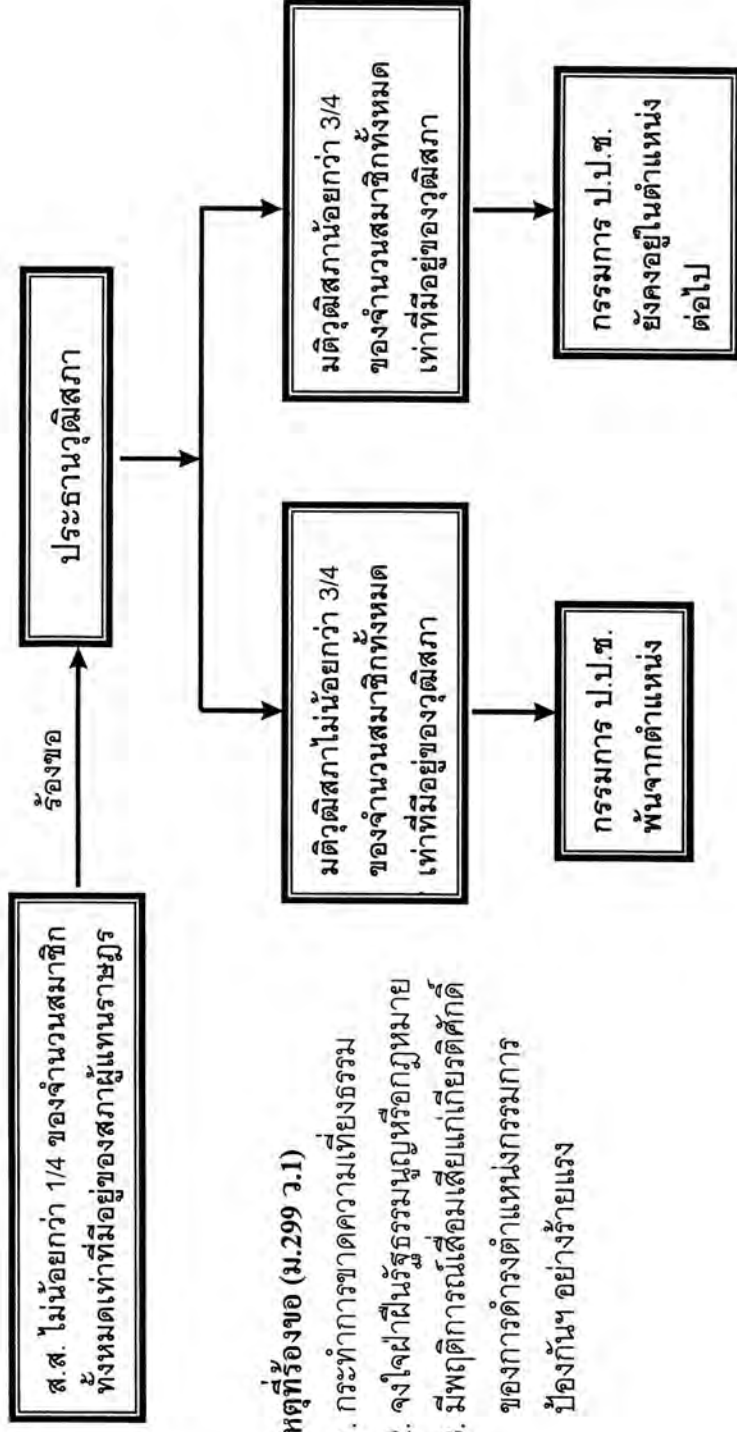 ส.ส. ไม่น้อยกว่า 1/4 ของจำนวนสมาชิก
ทั้งหมดเท่าที่มีอยู่ของสภาผู้แทนราษฎร
ร้องขอ
ประธานวุฒิสภา
มติวุฒิสภาไม่น้อยกว่า 3/4
ของจำนวนสมาชิกทั้งหมด
เท่าที่มีอยู่ของวุฒิสภา
มติวุฒิสภาน้อยกว่า 3/4
ของจำนวนสมาชิกทั้งหมด
เท่าที่มีอยู่ของวุฒิสภา
กรรมการ ป.ป.ช.
พ้นจากตำแหน่ง
กรรมการ ป.ป.ช.
ยังคงอยู่ในตำแหน่ง
ต่อไป
หตุที่ร้องขอ (ม.299 ว.1)
. กระทำการขาดความเที่ยงธรรม
. จงใจฝ่าฝืนรัฐธรรมนูญหรือกฎหมาย
. มีพฤติการณ์เสื่อมเสียแก่เกียรติศักดิ์
ของการดำรงตำแหน่งกรรมการ
ป้องกันฯ อย่างร้ายแรง